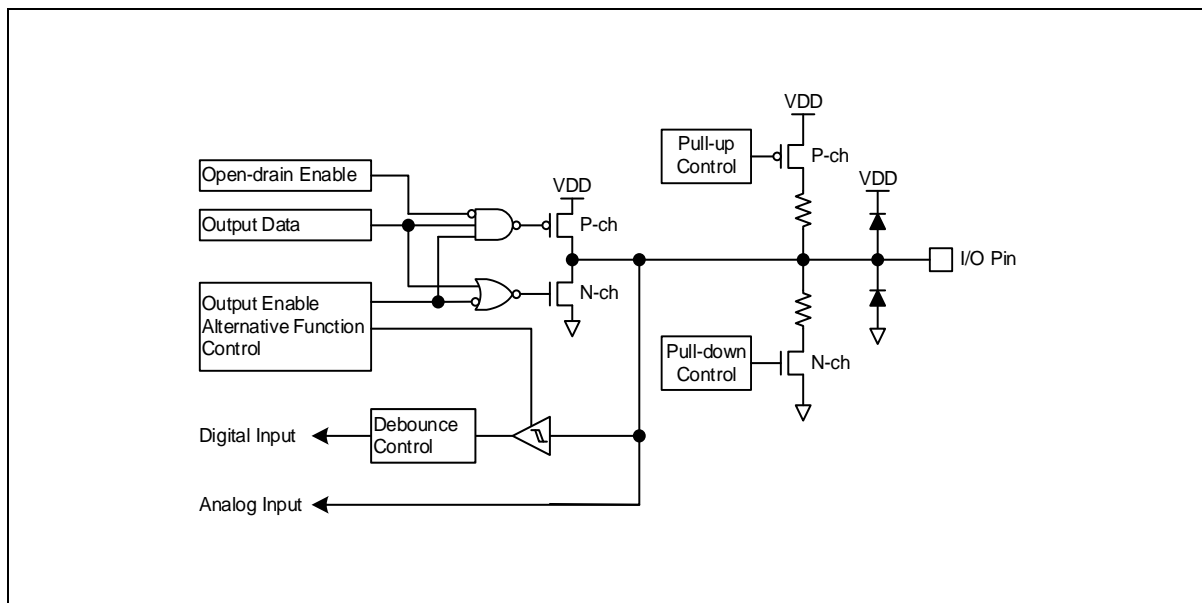 VDD
Pull-up
Control
P-ch
Open-drain Enable
VDD
VDD
Output Data
P-ch
I/O Pin
Output Enable
Alternative Function
Control
N-ch
Pull-down
Control
N-ch
Digital Input
Debounce
Control
Analog Input